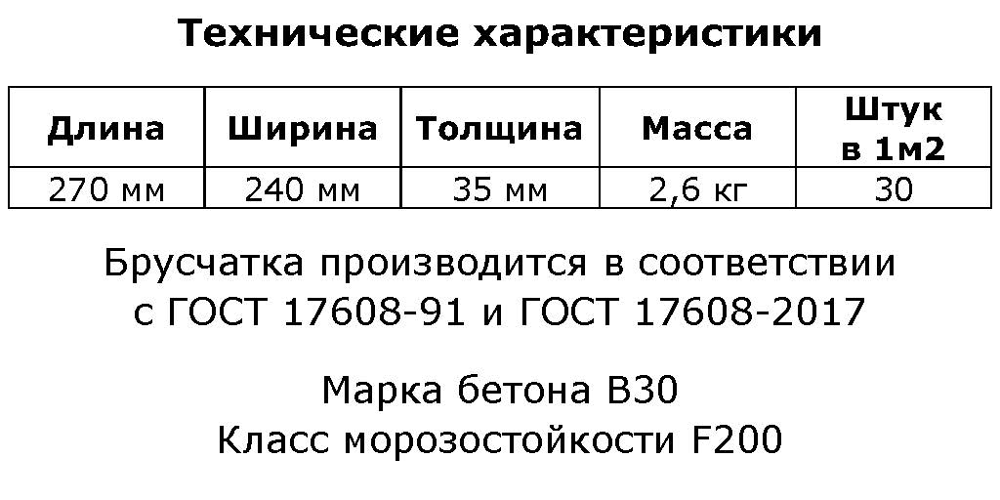 Технические характеристики
Длина Ширина Толщина Масса Штук в 1м2
270 мм 240 мм 35 мм 2,6 кг 30
Брусчатка производится в соответствии
с ГОСТ 17608-91 и ГОСТ 17608-2017
Марка бетона В30
Класс морозостойкости F200